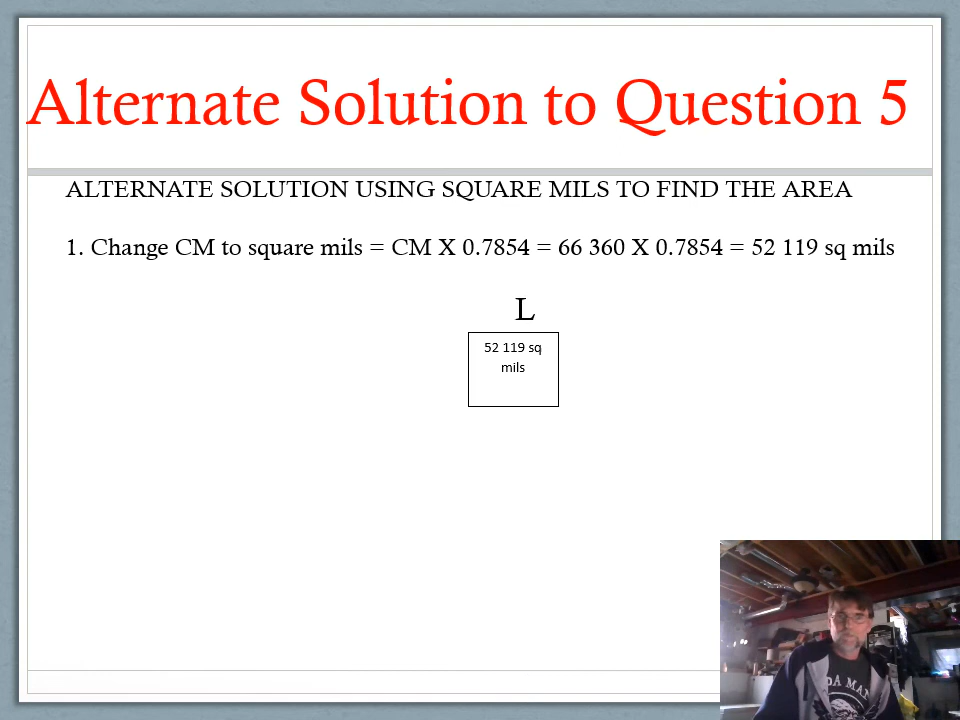 Alternate Solution to Question 5
ALTERNATE SOLUTION USING SQUARE MILS TO FIND THE AREA
1. Change CM to square mils = CM X 0.7854 = 66 360 X 0.7854 = 52 119 sq mils
L
52 119 sq
mils